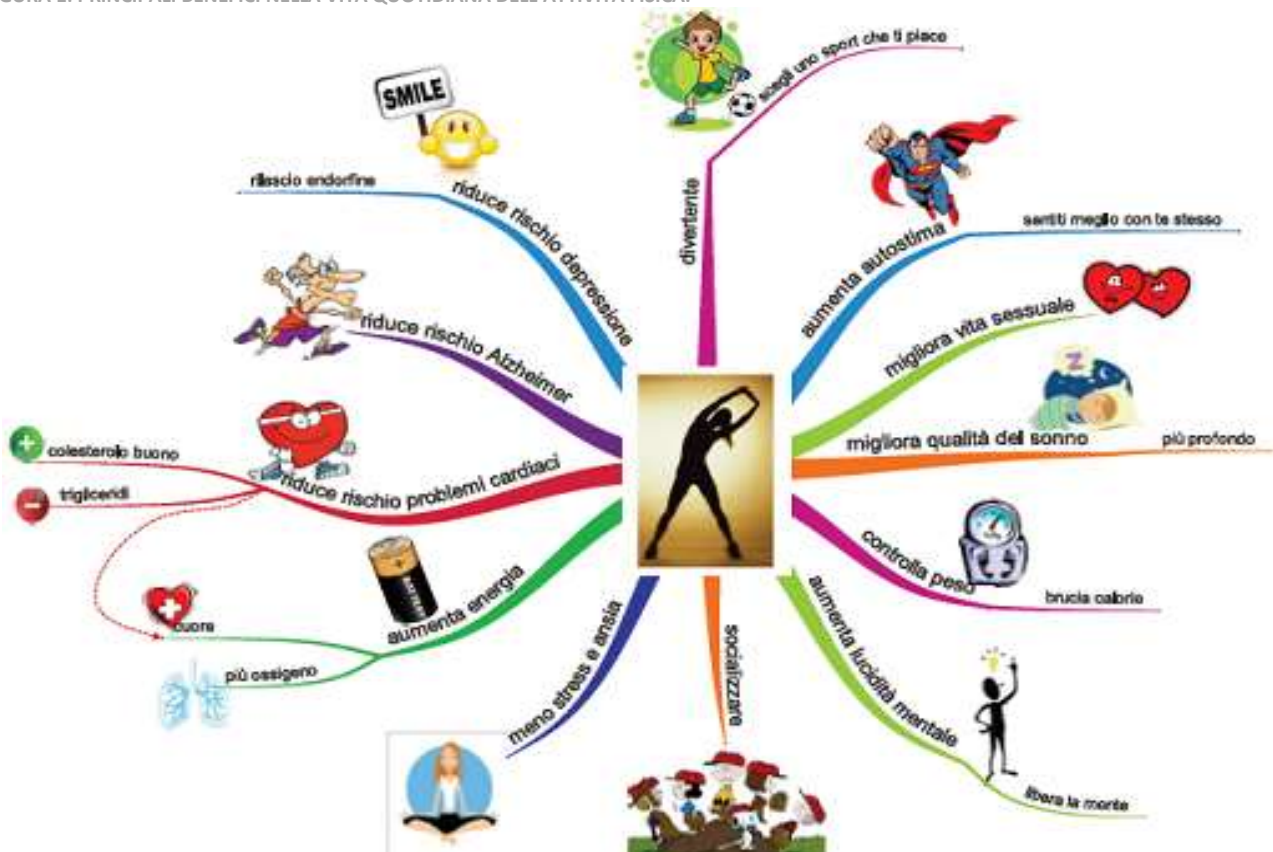 scegli uno sport che ti piace
divertente
SMILE
rilascio endorfine
riduce rischio depressione
aumenta autostima
sentiti meglio con te stesso
riduce rischio Alzheimer
migliora vita sessuale
Z
migliora qualità del sonno
più profondo
colesterolo buono
trigliceridi
riduce rischio problemi cardiaci
controlla peso
brucia calorie
aumenta energia
cuore
più ossigeno
meno stress e ansia
socializzare
aumenta lucidità mentale
libera la mente